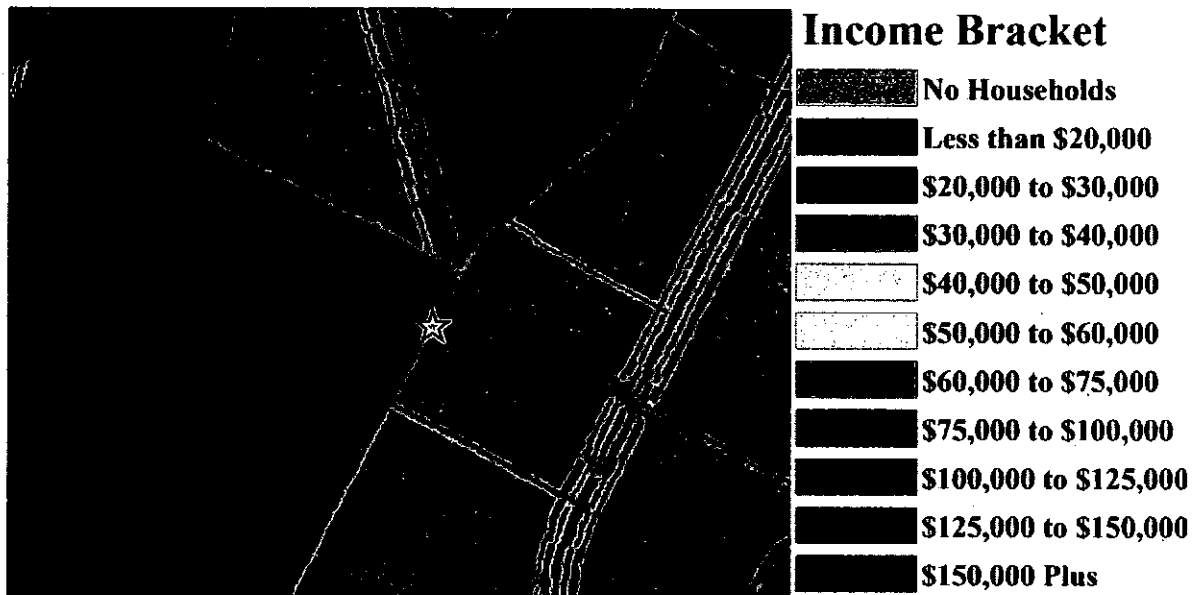 Income Bracket
No Households
Less than $20,000
$20,000 to $30,000
$30,000 to $40,000
$40,000 to $50,000
$50,000 to $60,000
$60,000 to $75,000
$75,000 to $100,000
$100,000 to $125,000
$125,000 to $150,000
$150,000 Plus